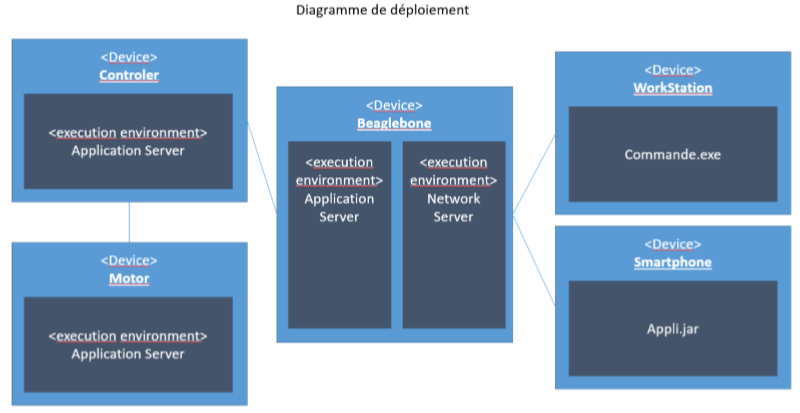 Diagramme de déploiement
<Device>
Controler
<execution environment>
Application Server
<Device>
Motor
<execution environment>
Application Server
<Device>
Beaglebone
<execution
environment>
Application
Server
<execution
environment>
Network
Server
<Device>
WorkStation
Commande.exe
<Device>
Smartphone
Appli.jar